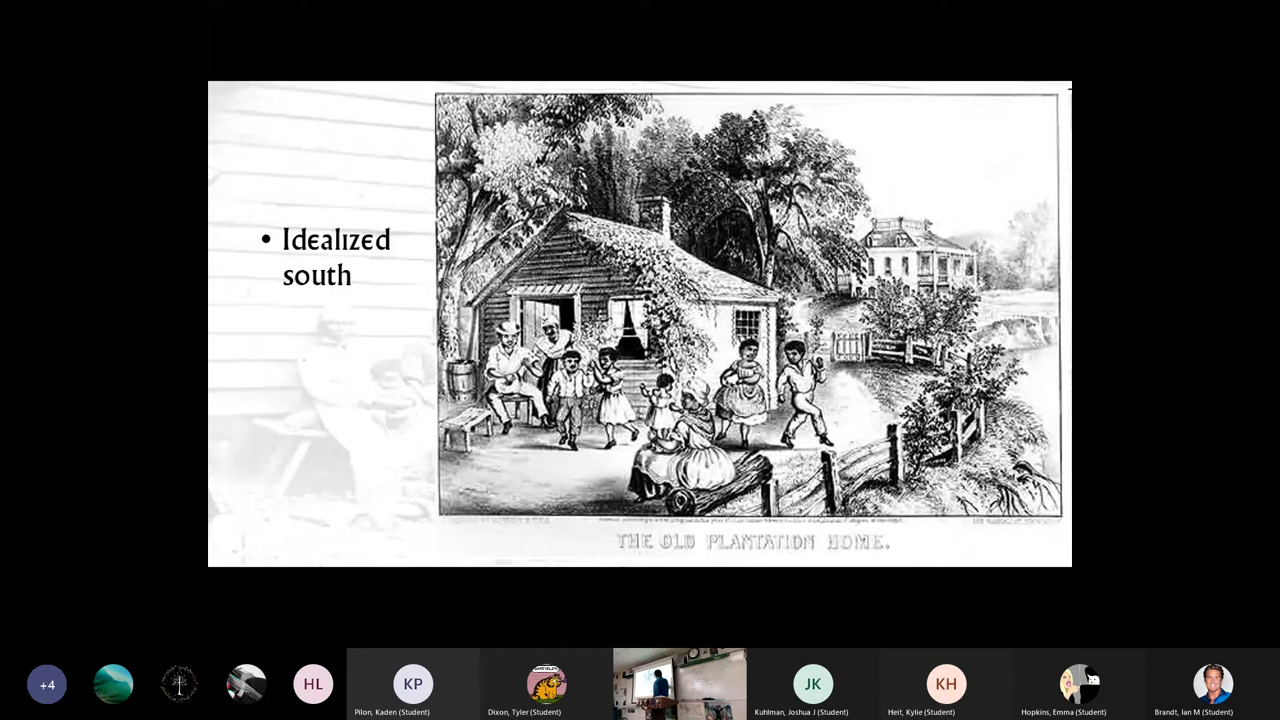 • Idealized
south
THE OLD PLANTATION HOME.
+4
HL
KP
Pilon, Kaden (Student)
Dixon, Tyler (Student)
JK
Kuhlman, Joshua J (Student)
KH
Heit, Kylie (Student)
Hopkins, Emma (Student)
Brandt, Ian M (Student)